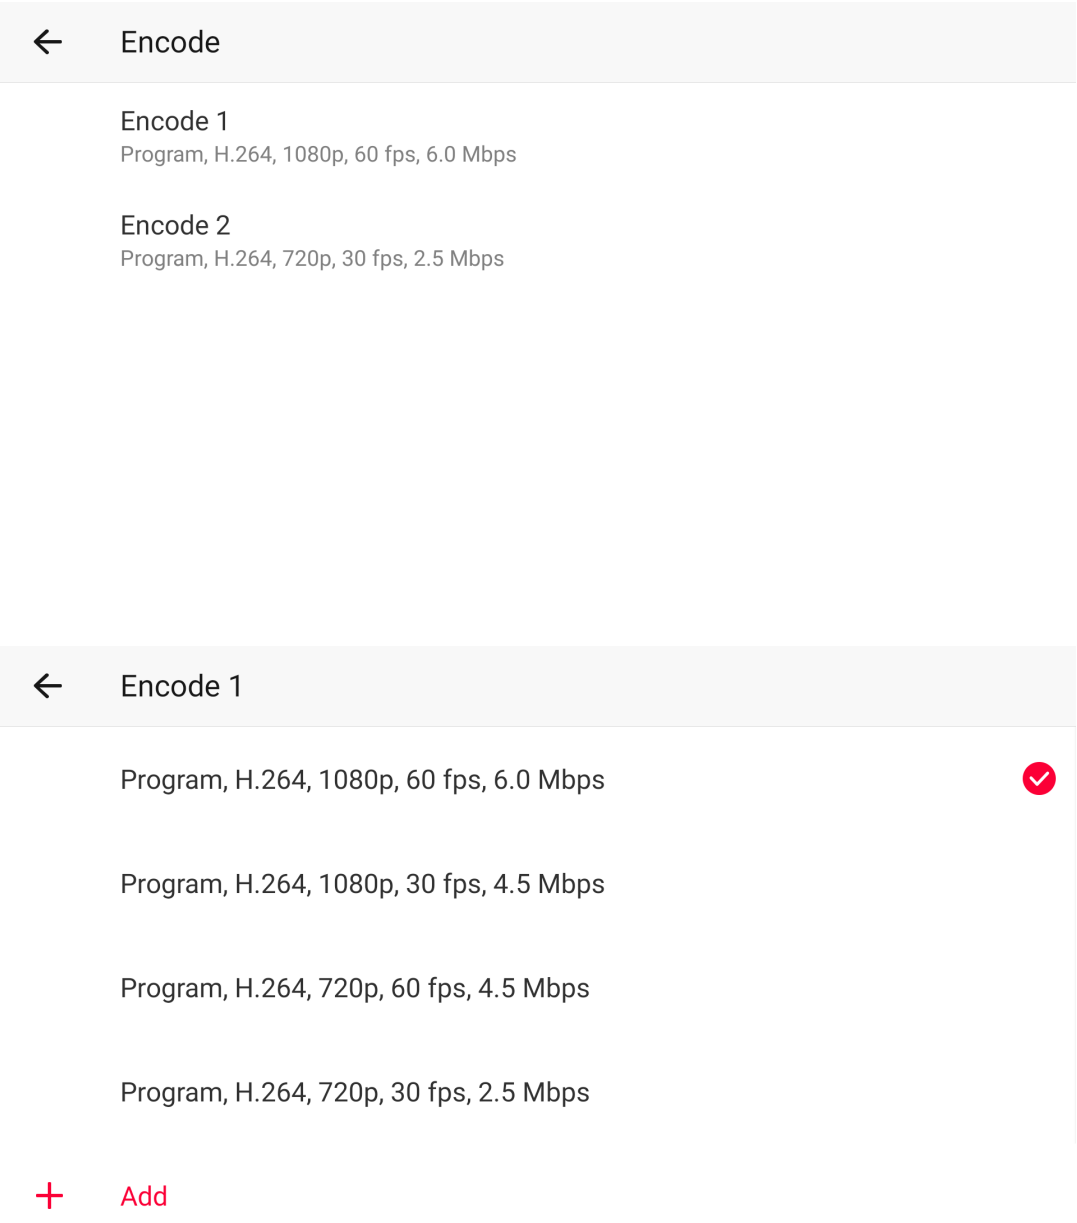 Encode
Encode 1
Program, H.264, 1080p, 60 fps, 6.0 Mbps
Encode 2
Program, H.264, 720p, 30 fps, 2.5 Mbps
Encode 1
Program, H.264, 1080p, 60 fps, 6.0 Mbps
Program, H.264, 1080p, 30 fps, 4.5 Mbps
Program, H.264, 720p, 60 fps, 4.5 Mbps
Program, H.264, 720p, 30 fps, 2.5 Mbps
Add